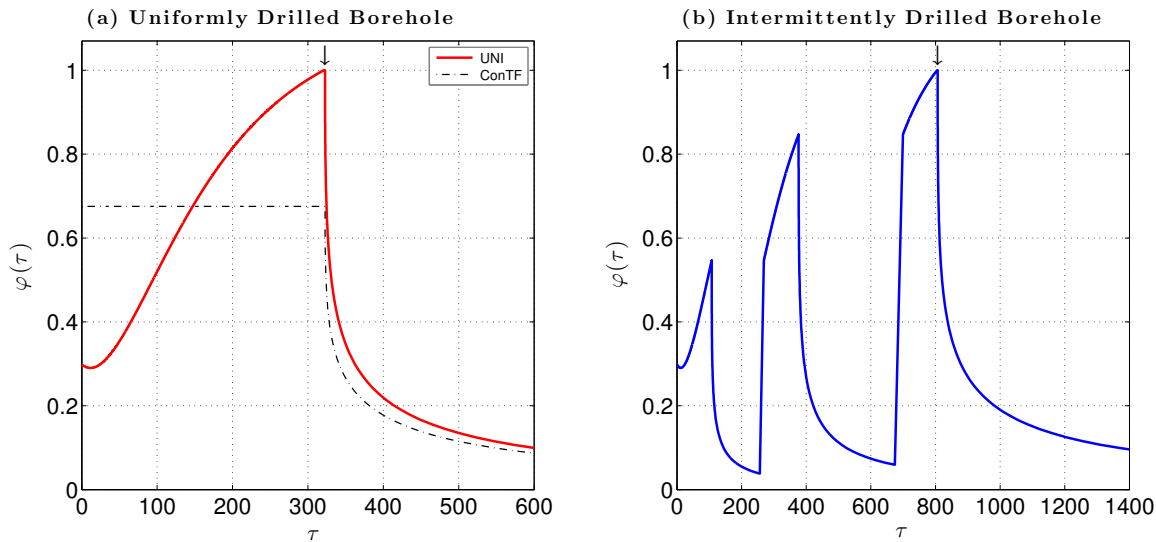 (a) Uniformly Drilled Borehole
1
0.8
0.6
0.4
0.2
0
φ(τ)
0 100 200 300 400 500 600
τ
UNI
ConTF
(b) Intermittently Drilled Borehole
1
0.8
0.6
0.4
0.2
0
φ(τ)
0 200 400 600 800 1000 1200 1400
τ